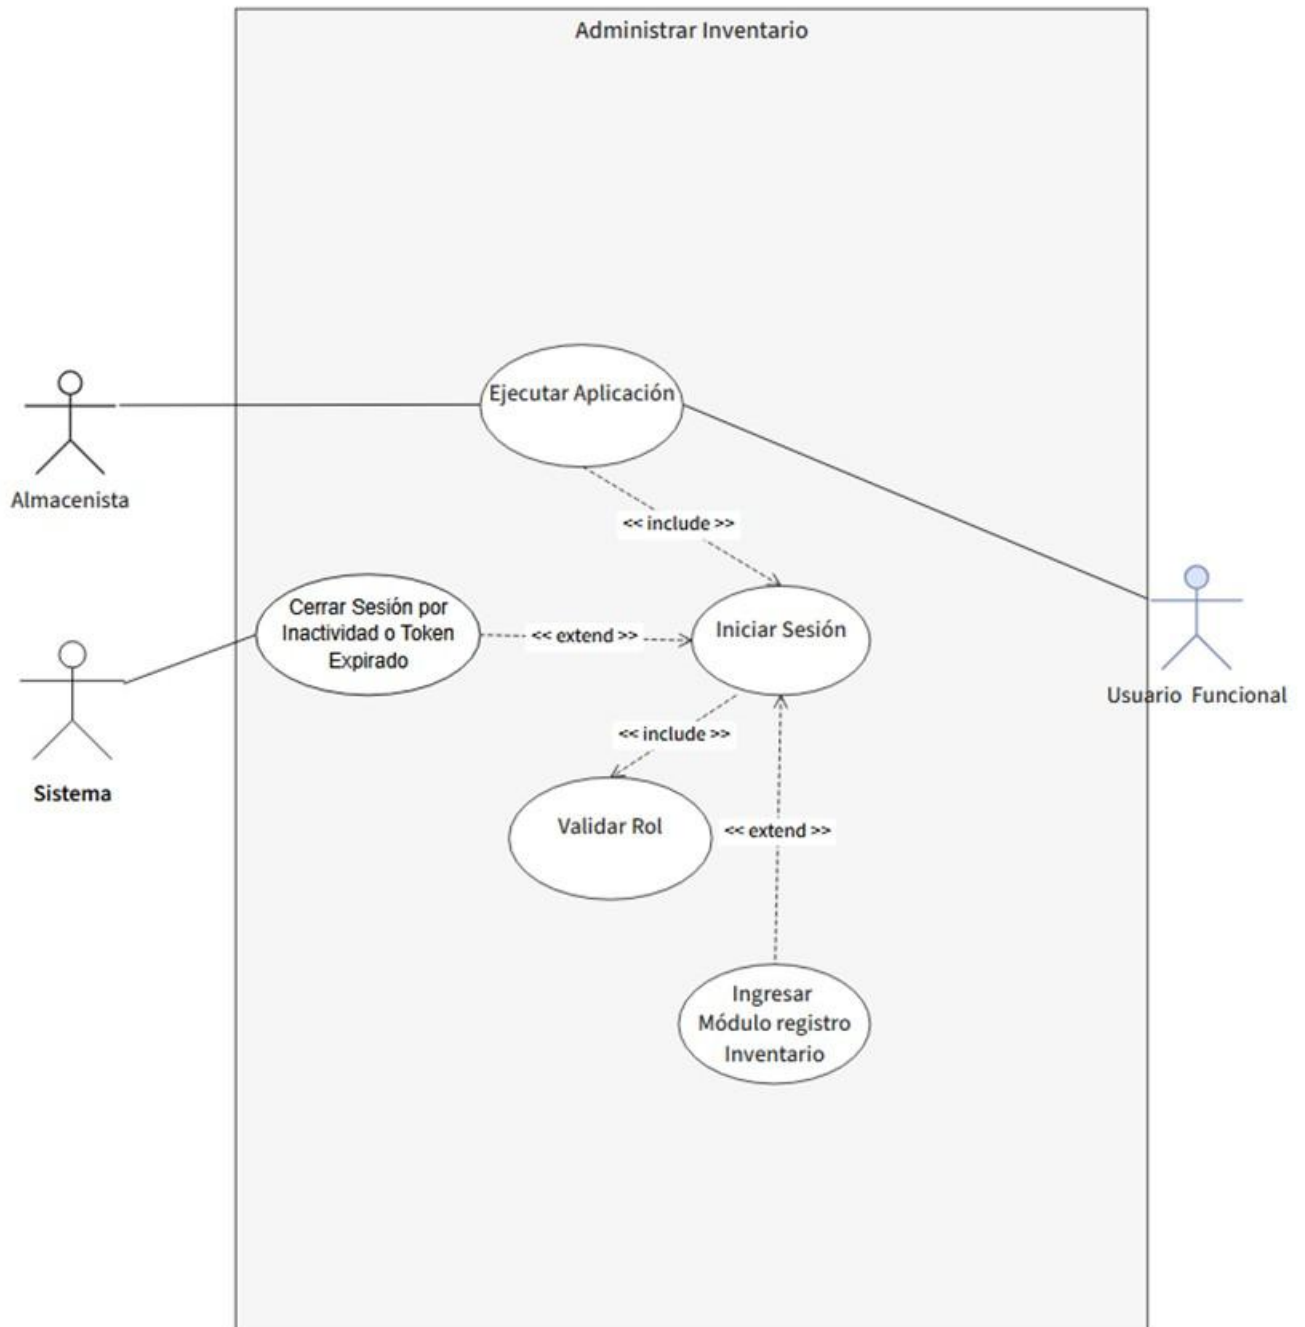 Administrar Inventario
Ejecutar Aplicación
Almacenista
<< include >>
Cerrar Sesión por
Inactividad o Token
Expirado
<< extend >>
Iniciar Sesión
Usuario Funcional
<< include >>
Sistema
Validar Rol
<< extend >>
Ingresar
Módulo registro
Inventario